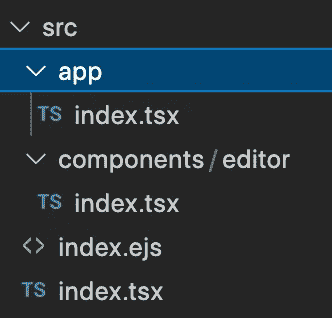 src
app
TS index.tsx
components/editor
TS index.tsx
<> index.ejs
TS index.tsx